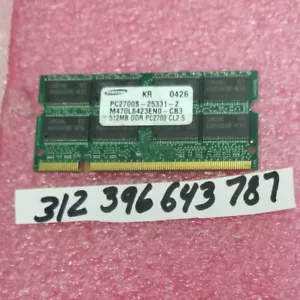 SAMSUNG KR 0426
PC2700S-25331-Z
M470L6423EN0-CB3
512MB DDR PC2700 CL2.5
312 396 643 787